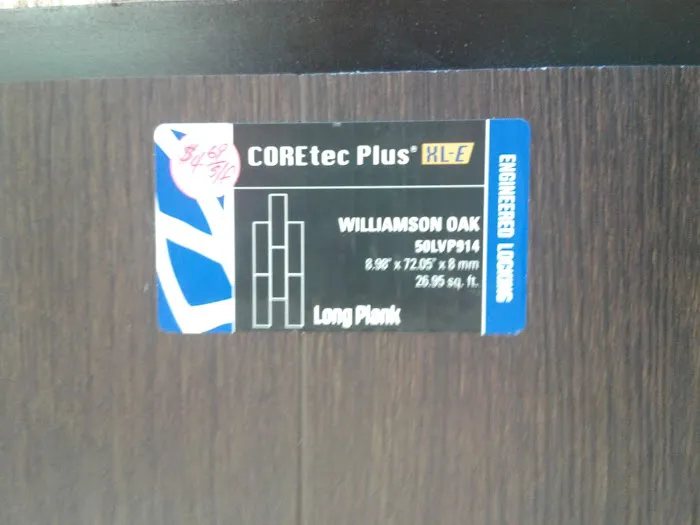 $4.69
S/F
COREtec Plus® XL-E
WILLIAMSON OAK
50LVP914
8.98" x 72.05" x 8 mm
26.95 sq. ft.
Long Plank
ENGINEERED LOCKING